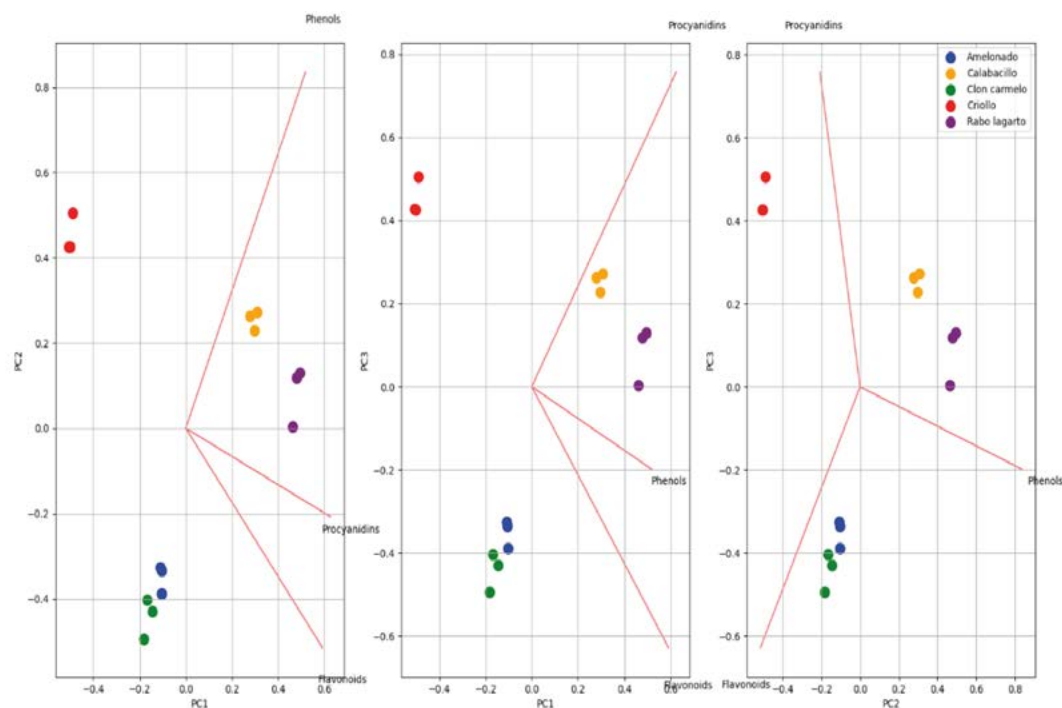 Phenols
Procyanidins
Procyanidins
Amelonado
Calabacillo
Clon carmelo
Criollo
Rabo lagarto
0.8
0.6
0.4
0.2
0.0
−0.2
−0.4
PC2
Procyanidins
Flavonoids
−0.4 −0.2 0.0 0.2 0.4 0.6
PC1
0.8
0.6
0.4
0.2
0.0
−0.2
−0.4
−0.6
PC3
Phenols
Flavonoids
−0.4 −0.2 0.0 0.2 0.4 0.6
PC1
0.8
0.6
0.4
0.2
0.0
−0.2
−0.4
−0.6
PC3
Phenols
Flavonoids
−0.4 −0.2 0.0 0.2 0.4 0.6 0.8
PC2